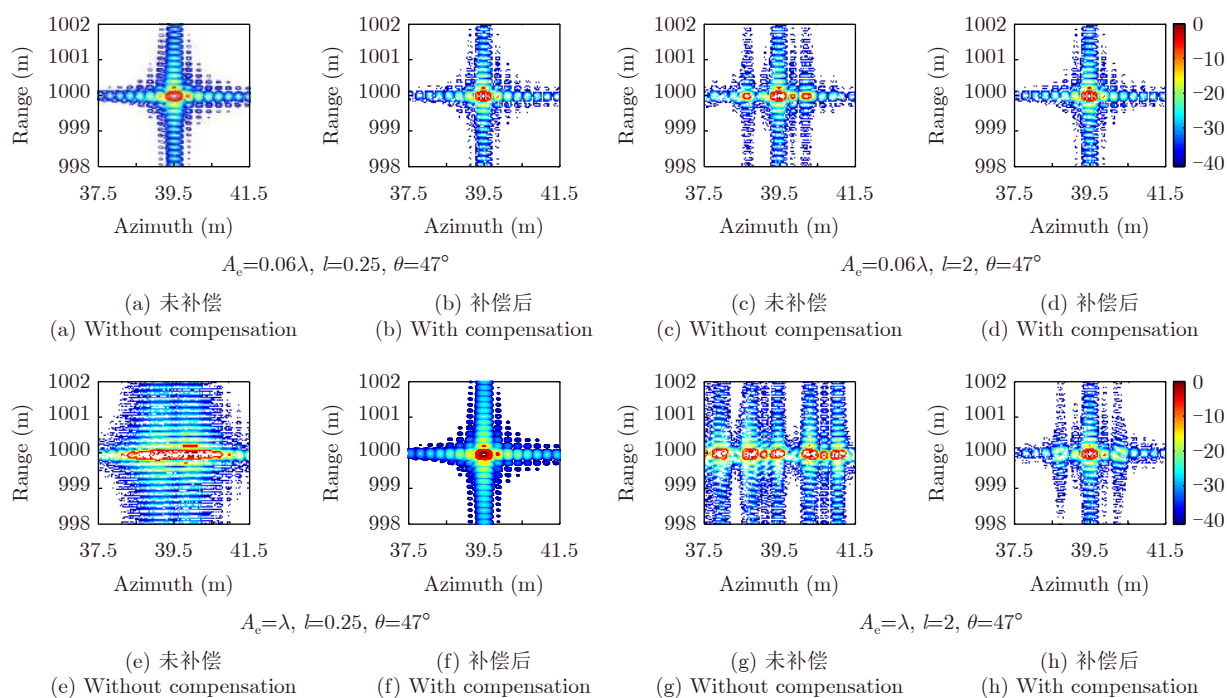 1002
1001
1000
999
998
Range (m)
37.5 39.5 41.5
Azimuth (m)
1002
1001
1000
999
998
Range (m)
37.5 39.5 41.5
Azimuth (m)
1002
1001
1000
999
998
Range (m)
37.5 39.5 41.5
Azimuth (m)
1002
1001
1000
999
998
Range (m)
37.5 39.5 41.5
Azimuth (m)
0
−10
−20
−30
−40
Aₑ=0.06λ, l=0.25, θ=47°
Aₑ=0.06λ, l=2, θ=47°
(a) 未补偿
(a) Without compensation
(b) 补偿后
(b) With compensation
(c) 未补偿
(c) Without compensation
(d) 补偿后
(d) With compensation
1002
1001
1000
999
998
Range (m)
37.5 39.5 41.5
Azimuth (m)
1002
1001
1000
999
998
Range (m)
37.5 39.5 41.5
Azimuth (m)
1002
1001
1000
999
998
Range (m)
37.5 39.5 41.5
Azimuth (m)
1002
1001
1000
999
998
Range (m)
37.5 39.5 41.5
Azimuth (m)
0
−10
−20
−30
−40
Aₑ=λ, l=0.25, θ=47°
Aₑ=λ, l=2, θ=47°
(e) 未补偿
(e) Without compensation
(f) 补偿后
(f) With compensation
(g) 未补偿
(g) Without compensation
(h) 补偿后
(h) With compensation